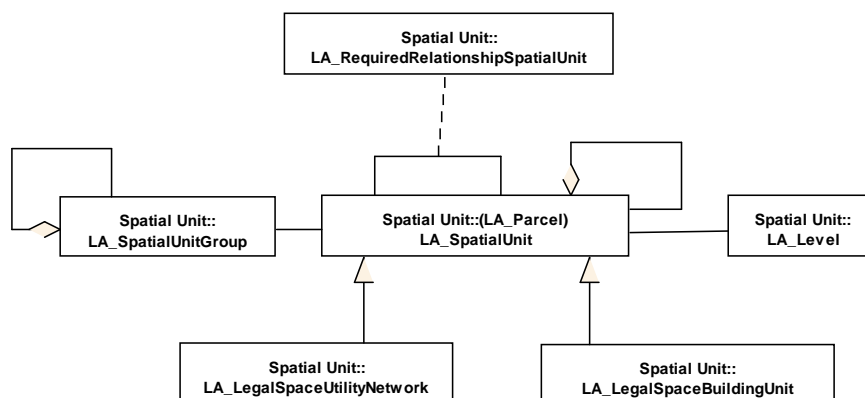 Spatial Unit::
LA_RequiredRelationshipSpatialUnit
Spatial Unit::
LA_SpatialUnitGroup
Spatial Unit::(LA_Parcel)
LA_SpatialUnit
Spatial Unit::
LA_Level
Spatial Unit::
LA_LegalSpaceUtilityNetwork
Spatial Unit::
LA_LegalSpaceBuildingUnit